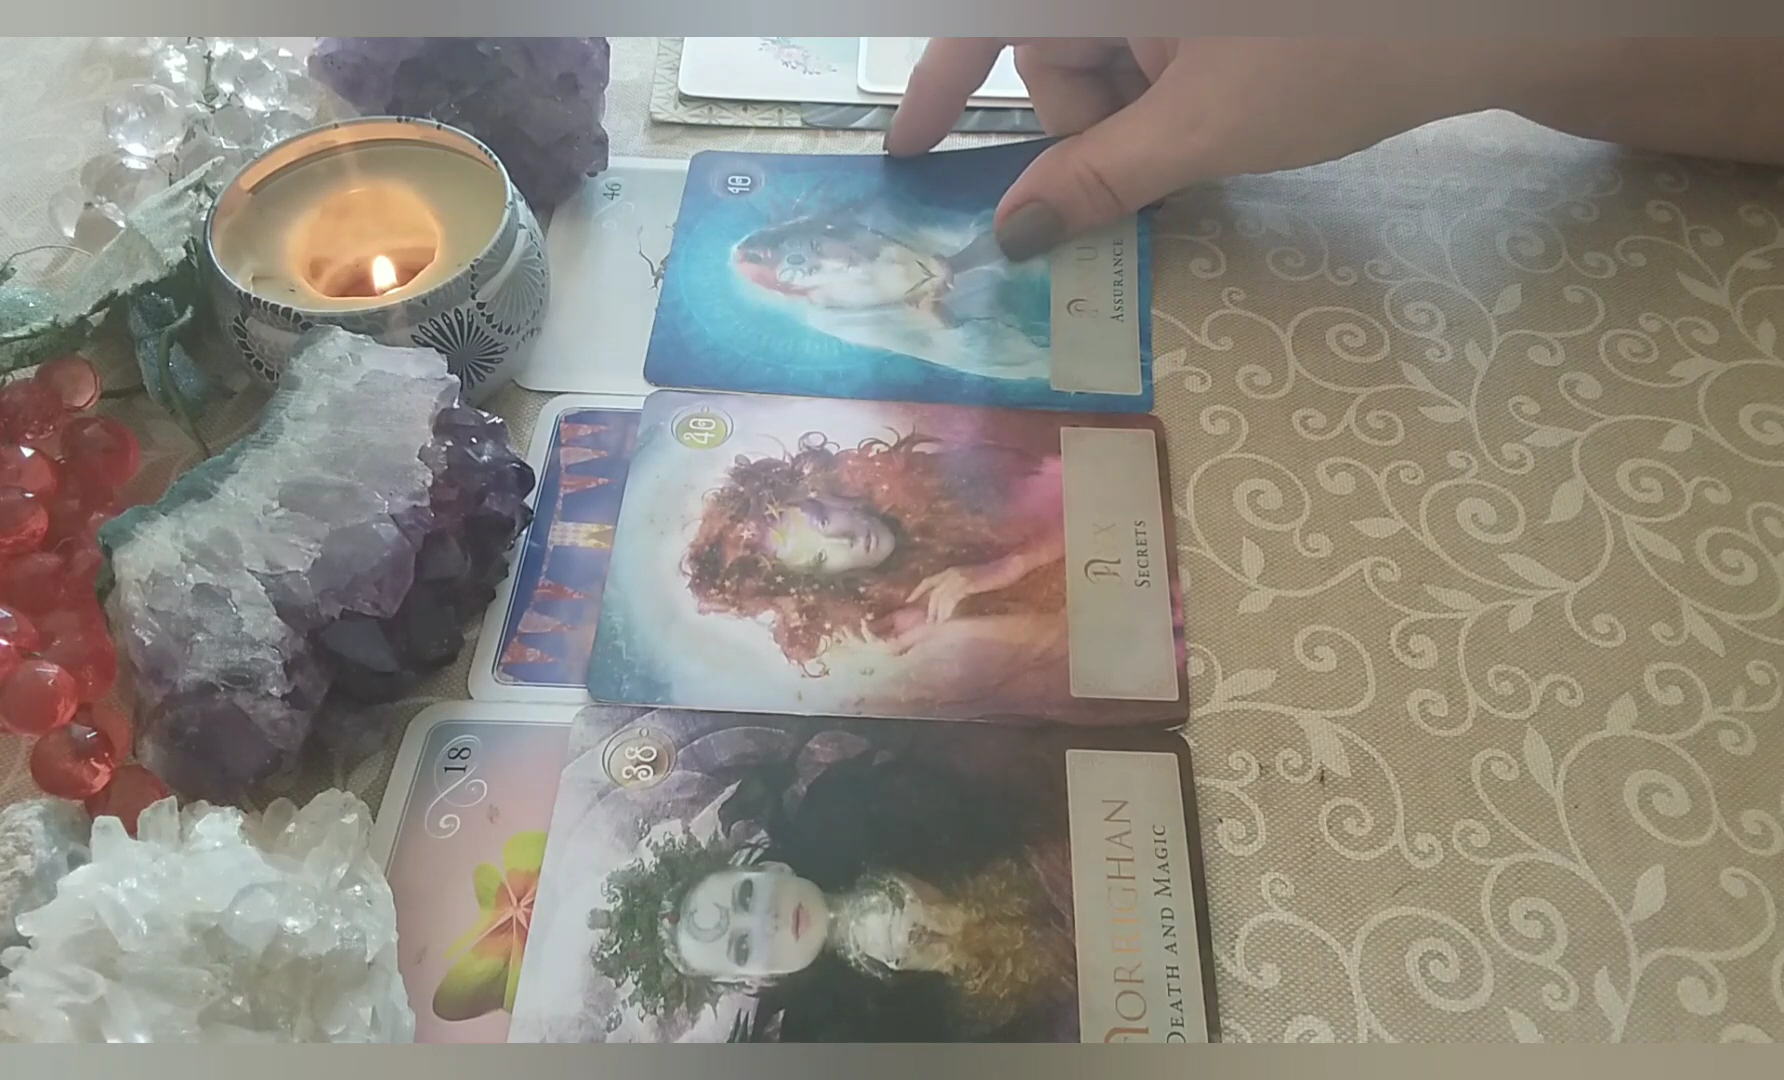 46
10
ASSURANCE
40
NYX
SECRETS
18
38
MORRIGHAN
DEATH AND MAGIC